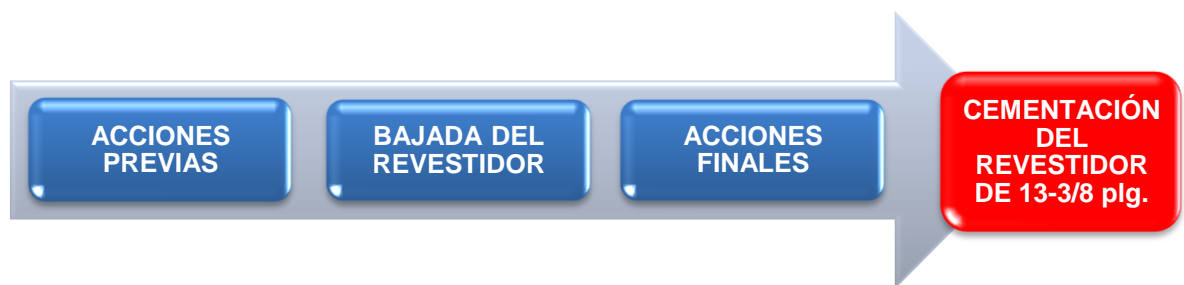 ACCIONES
PREVIAS
BAJADA DEL
REVESTIDOR
ACCIONES
FINALES
CEMENTACIÓN
DEL
REVESTIDOR
DE 13-3/8 plg.